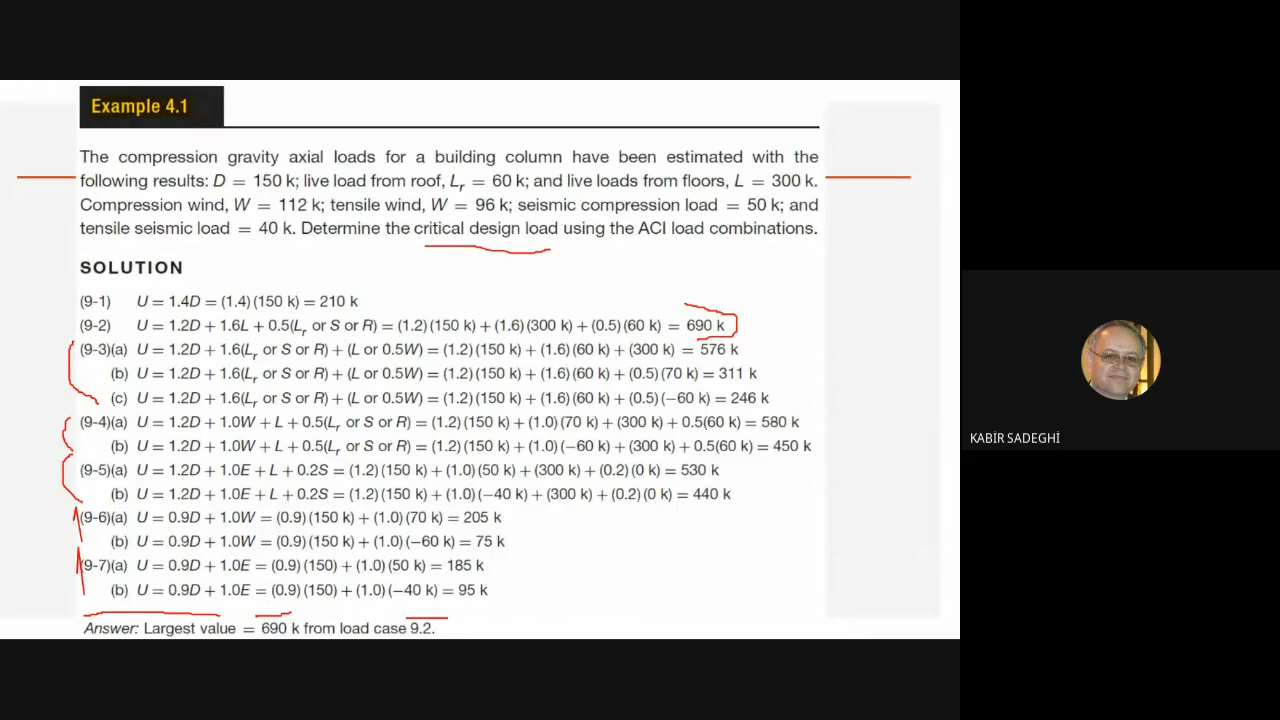 Example 4.1
The compression gravity axial loads for a building column have been estimated with the
following results: D = 150 k; live load from roof, Lr = 60 k; and live loads from floors, L = 300 k.
Compression wind, W = 112 k; tensile wind, W = 96 k; seismic compression load = 50 k; and
tensile seismic load = 40 k. Determine the critical design load using the ACI load combinations.
SOLUTION
(9-1) U = 1.4D = (1.4)(150 k) = 210 k
(9-2) U = 1.2D + 1.6L + 0.5(Lr or S or R) = (1.2)(150 k) + (1.6)(300 k) + (0.5)(60 k) = 690 k
(9-3)(a) U = 1.2D + 1.6(Lr or S or R) + (L or 0.5W) = (1.2)(150 k) + (1.6)(60 k) + (300 k) = 576 k
(b) U = 1.2D + 1.6(Lr or S or R) + (L or 0.5W) = (1.2)(150 k) + (1.6)(60 k) + (0.5)(70 k) = 311 k
(c) U = 1.2D + 1.6(Lr or S or R) + (L or 0.5W) = (1.2)(150 k) + (1.6)(60 k) + (0.5)(−60 k) = 246 k
(9-4)(a) U = 1.2D + 1.0W + L + 0.5(Lr or S or R) = (1.2)(150 k) + (1.0)(70 k) + (300 k) + 0.5(60 k) = 580 k
(b) U = 1.2D + 1.0W + L + 0.5(Lr or S or R) = (1.2)(150 k) + (1.0)(−60 k) + (300 k) + 0.5(60 k) = 450 k
(9-5)(a) U = 1.2D + 1.0E + L + 0.2S = (1.2)(150 k) + (1.0)(50 k) + (300 k) + (0.2)(0 k) = 530 k
(b) U = 1.2D + 1.0E + L + 0.2S = (1.2)(150 k) + (1.0)(−40 k) + (300 k) + (0.2)(0 k) = 440 k
(9-6)(a) U = 0.9D + 1.0W = (0.9)(150 k) + (1.0)(70 k) = 205 k
(b) U = 0.9D + 1.0W = (0.9)(150 k) + (1.0)(−60 k) = 75 k
(9-7)(a) U = 0.9D + 1.0E = (0.9)(150) + (1.0)(50 k) = 185 k
(b) U = 0.9D + 1.0E = (0.9)(150) + (1.0)(−40 k) = 95 k
Answer: Largest value = 690 k from load case 9.2.
KABİR SADEGHİ